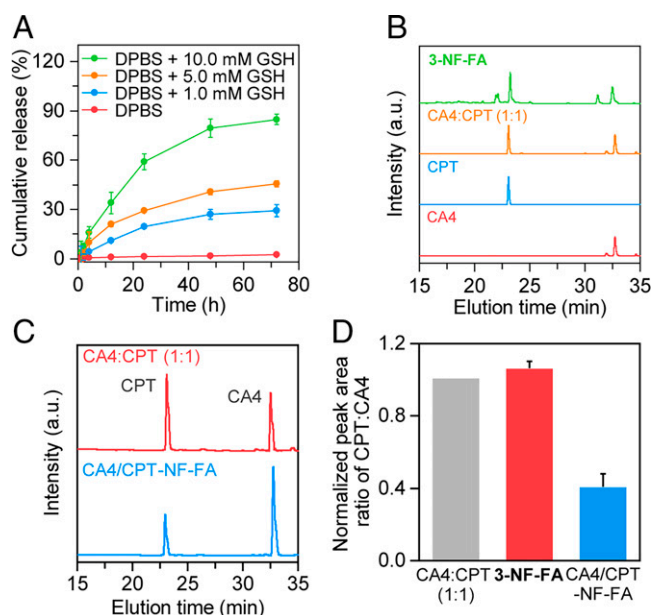 A
Cumulative release (%)
120
90
60
30
0
DPBS + 10.0 mM GSH
DPBS + 5.0 mM GSH
DPBS + 1.0 mM GSH
DPBS
0 20 40 60 80
Time (h)
B
Intensity (a.u.)
3-NF-FA
CA4:CPT (1:1)
CPT
CA4
15 20 25 30 35
Elution time (min)
C
Intensity (a.u.)
CA4:CPT (1:1)
CPT
CA4
CA4/CPT-NF-FA
15 20 25 30 35
Elution time (min)
D
Normalized peak area
ratio of CPT:CA4
1.2
0.8
0.4
0.0
CA4:CPT
(1:1)
3-NF-FA
CA4/CPT
-NF-FA